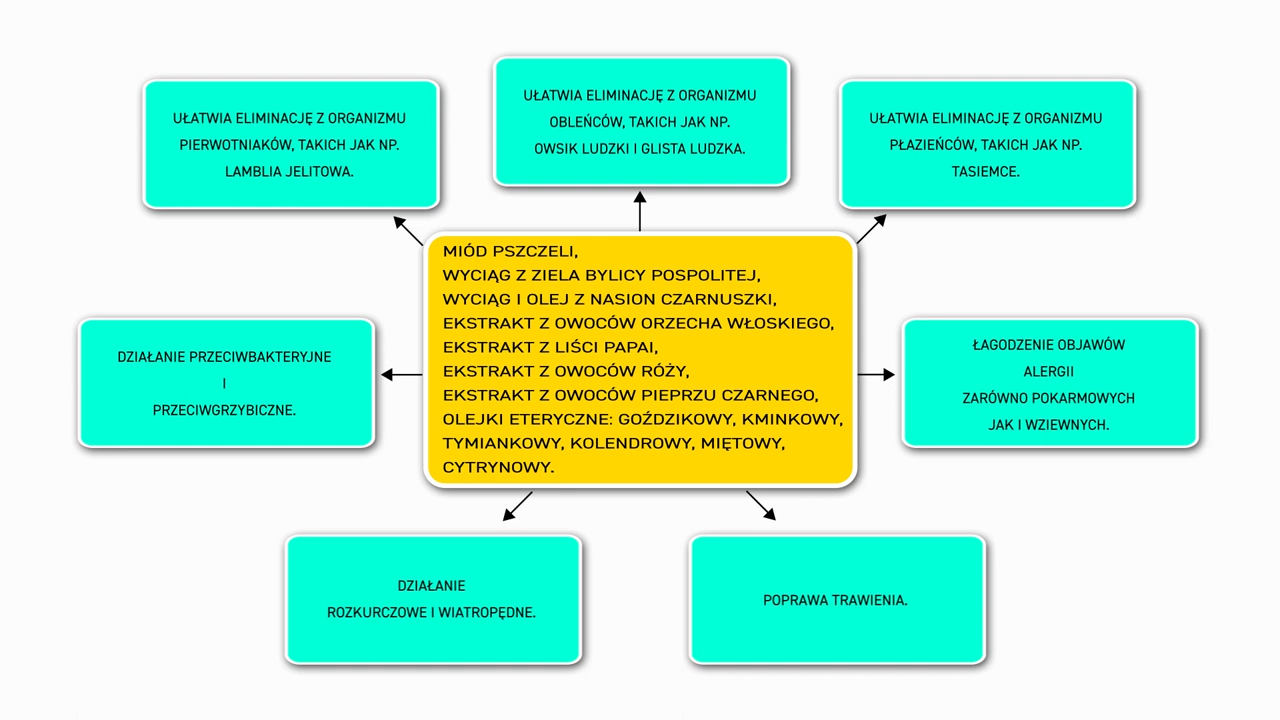 UŁATWIA ELIMINACJĘ Z ORGANIZMU
PIERWOTNIAKÓW, TAKICH JAK NP.
LAMBLIA JELITOWA.
UŁATWIA ELIMINACJĘ Z ORGANIZMU
OBLEŃCÓW, TAKICH JAK NP.
OWSIK LUDZKI I GLISTA LUDZKA.
UŁATWIA ELIMINACJĘ Z ORGANIZMU
PŁAZIEŃCÓW, TAKICH JAK NP.
TASIEMCE.
MIÓD PSZCZELI,
WYCIĄG Z ZIELA BYLICY POSPOLITEJ,
WYCIĄG I OLEJ Z NASION CZARNUSZKI,
EKSTRAKT Z OWOCÓW ORZECHA WŁOSKIEGO,
EKSTRAKT Z LIŚCI PAPAI,
EKSTRAKT Z OWOCÓW RÓŻY,
EKSTRAKT Z OWOCÓW PIEPRZU CZARNEGO,
OLEJKI ETERYCZNE: GOŹDZIKOWY, KMINKOWY,
TYMIANKOWY, KOLENDROWY, MIĘTOWY,
CYTRYNOWY.
DZIAŁANIE PRZECIWBAKTERYJNE
I
PRZECIWGRZYBICZNE.
ŁAGODZENIE OBJAWÓW
ALERGII
ZARÓWNO POKARMOWYCH
JAK I WZIEWNYCH.
DZIAŁANIE
ROZKURCZOWE I WIATROPĘDNE.
POPRAWA TRAWIENIA.